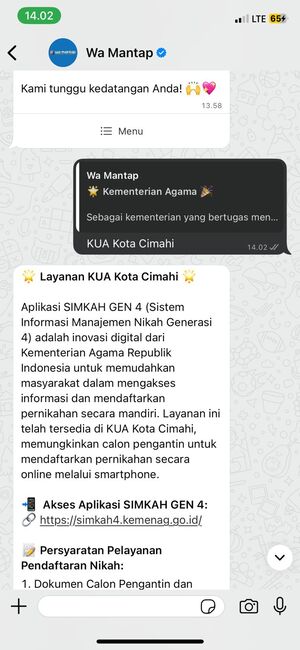 14.02
LTE 65
Wa Mantap
Kami tunggu kedatangan Anda! 🙌💖
13.58
Menu
Wa Mantap
🌟 Kementerian Agama 🎉
Sebagai kementerian yang bertugas men...
KUA Kota Cimahi
14.02
🌟 Layanan KUA Kota Cimahi 🌟
Aplikasi SIMKAH GEN 4 (Sistem
Informasi Manajemen Nikah Generasi
4) adalah inovasi digital dari
Kementerian Agama Republik
Indonesia untuk memudahkan
masyarakat dalam mengakses
informasi dan mendaftarkan
pernikahan secara mandiri. Layanan ini
telah tersedia di KUA Kota Cimahi,
memungkinkan calon pengantin untuk
mendaftarkan pernikahan secara
online melalui smartphone.
📲 Akses Aplikasi SIMKAH GEN 4:
🔗 https://simkah4.kemenag.go.id/
📝 Persyaratan Pelayanan
Pendaftaran Nikah:
1. Dokumen Calon Pengantin dan